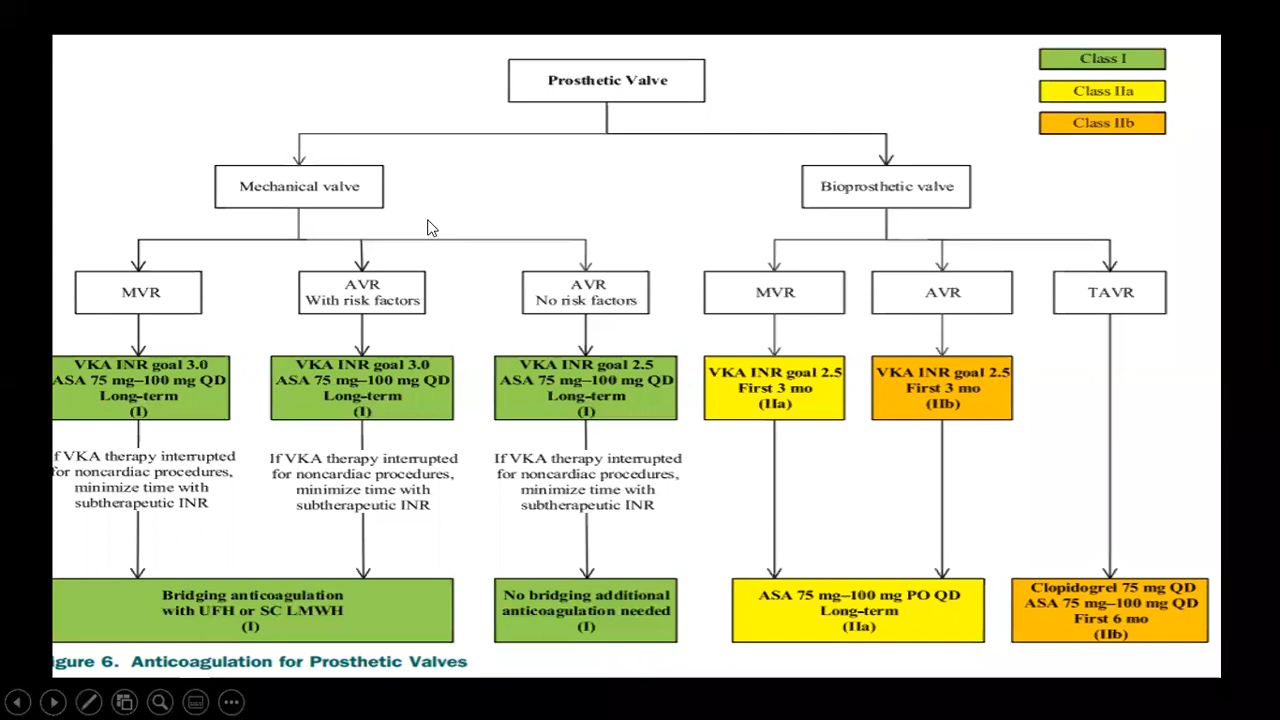 Prosthetic Valve
Class I
Class IIa
Class IIb
Mechanical valve
Bioprosthetic valve
MVR
AVR
With risk factors
AVR
No risk factors
MVR
AVR
TAVR
VKA INR goal 3.0
ASA 75 mg–100 mg QD
Long-term
(I)
VKA INR goal 3.0
ASA 75 mg–100 mg QD
Long-term
(I)
VKA INR goal 2.5
ASA 75 mg–100 mg QD
Long-term
(I)
VKA INR goal 2.5
First 3 mo
(IIa)
VKA INR goal 2.5
First 3 mo
(IIb)
f VKA therapy interrupted
for noncardiac procedures,
minimize time with
subtherapeutic INR
If VKA therapy interrupted
for noncardiac procedures,
minimize time with
subtherapeutic INR
If VKA therapy interrupted
for noncardiac procedures,
minimize time with
subtherapeutic INR
Bridging anticoagulation
with UFH or SC LMWH
(I)
No bridging additional
anticoagulation needed
(I)
ASA 75 mg–100 mg PO QD
Long-term
(IIa)
Clopidogrel 75 mg QD
ASA 75 mg–100 mg QD
First 6 mo
(IIb)
igure 6. Anticoagulation for Prosthetic Valves